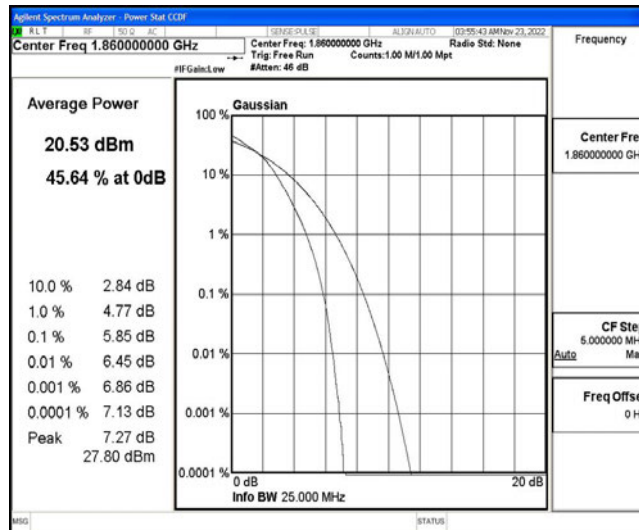 Agilent Spectrum Analyzer - Power Stat CCDF
R L T RF 50 Ω AC SENSE:PULSE ALIGNAUTO 03:55:43 AM Nov 23, 2022
Center Freq 1.860000000 GHz
Center Freq: 1.860000000 GHz Radio Std: None
Trig: Free Run Counts:1.00 M/1.00 Mpt
#IFGain:Low #Atten: 46 dB
Frequency
Average Power
20.53 dBm
45.64 % at 0dB
10.0 % 2.84 dB
1.0 % 4.77 dB
0.1 % 5.85 dB
0.01 % 6.45 dB
0.001 % 6.86 dB
0.0001 % 7.13 dB
Peak 7.27 dB
27.80 dBm
Gaussian
100 %
10 %
1 %
0.1 %
0.01 %
0.001 %
0.0001 %
0 dB 20 dB
Info BW 25.000 MHz
Center Fre
1.860000000 GH
CF Ste
5.000000 MH
Auto Ma
Freq Offse
0 H
MSG STATUS